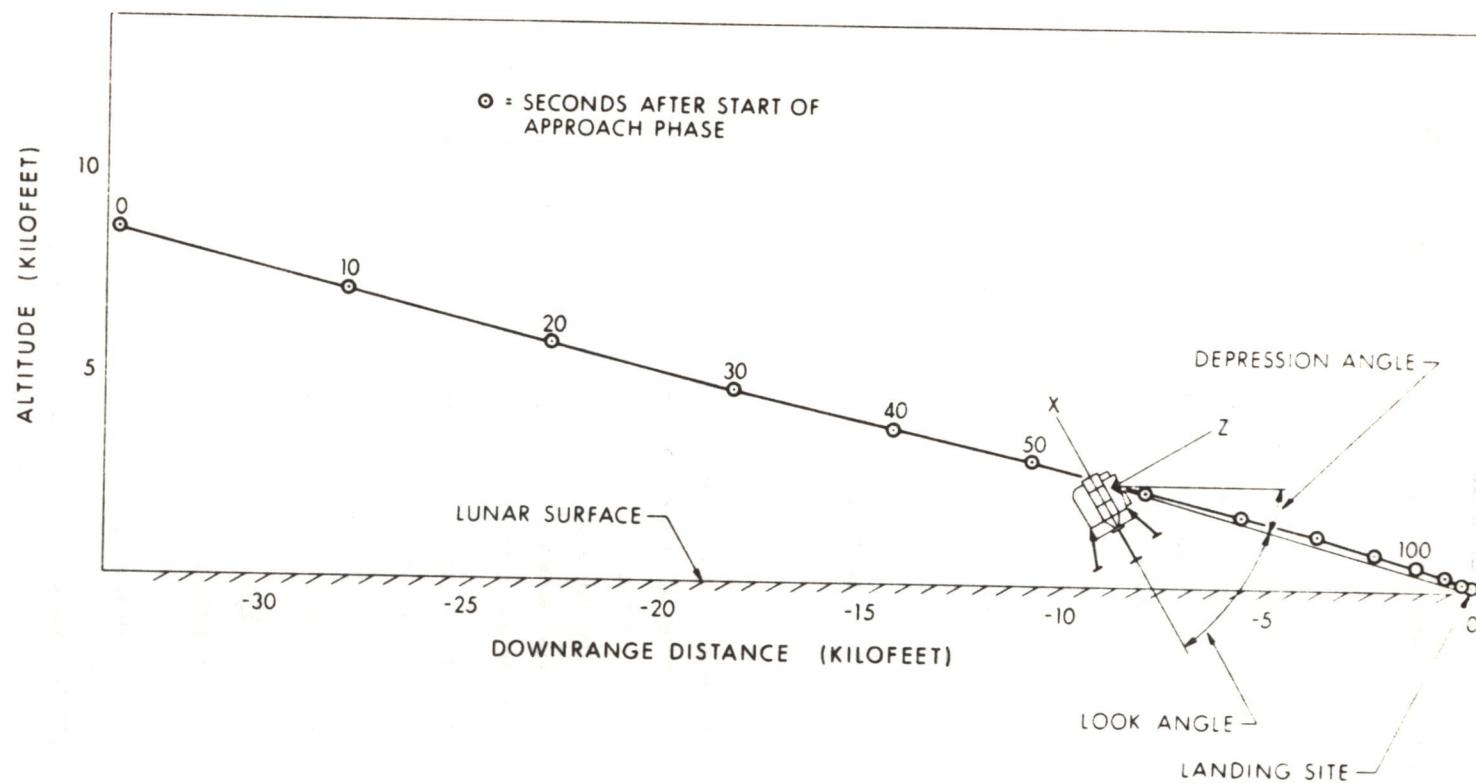 ⊙ = SECONDS AFTER START OF
APPROACH PHASE
ALTITUDE (KILOFEET)
10
5
0
10
20
30
40
50
100
X
Z
DEPRESSION ANGLE
LUNAR SURFACE
-30
-25
-20
-15
-10
-5
0
DOWNRANGE DISTANCE (KILOFEET)
LOOK ANGLE
LANDING SITE